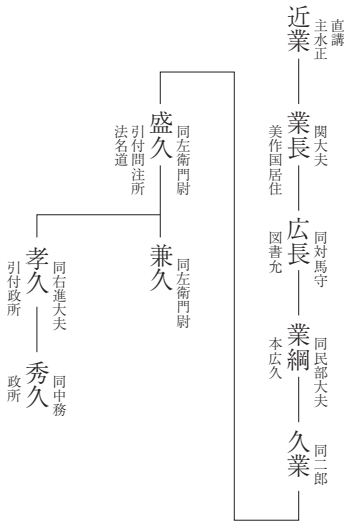 直講
近業
主水正
関大夫
業長
美作国居住
同対馬守
広長
図書允
同民部大夫
業綱
本広久
同二郎
久業
同左衛門尉
盛久
引付問注所
法名道
同左衛門尉
兼久
同右進大夫
孝久
引付政所
同中務
秀久
政所